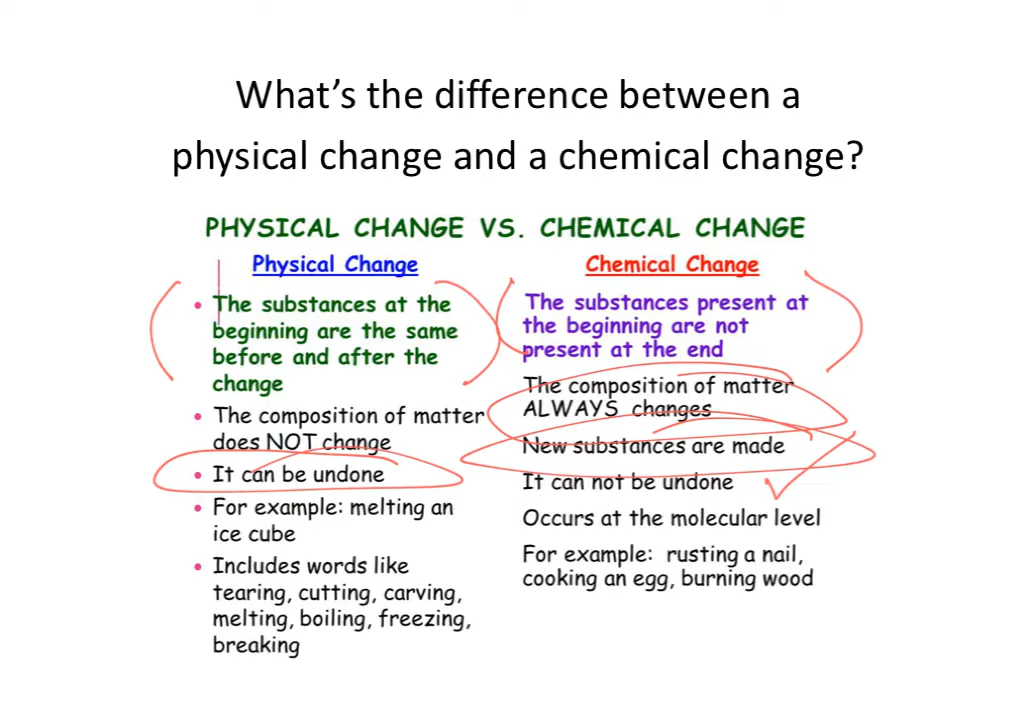 What’s the difference between a
physical change and a chemical change?
PHYSICAL CHANGE VS. CHEMICAL CHANGE
Physical Change
• The substances at the
beginning are the same
before and after the
change
• The composition of matter
does NOT change
• It can be undone
• For example: melting an
ice cube
• Includes words like
tearing, cutting, carving,
melting, boiling, freezing,
breaking
Chemical Change
The substances present at
the beginning are not
present at the end
The composition of matter
ALWAYS changes
New substances are made
It can not be undone
Occurs at the molecular level
For example: rusting a nail,
cooking an egg, burning wood